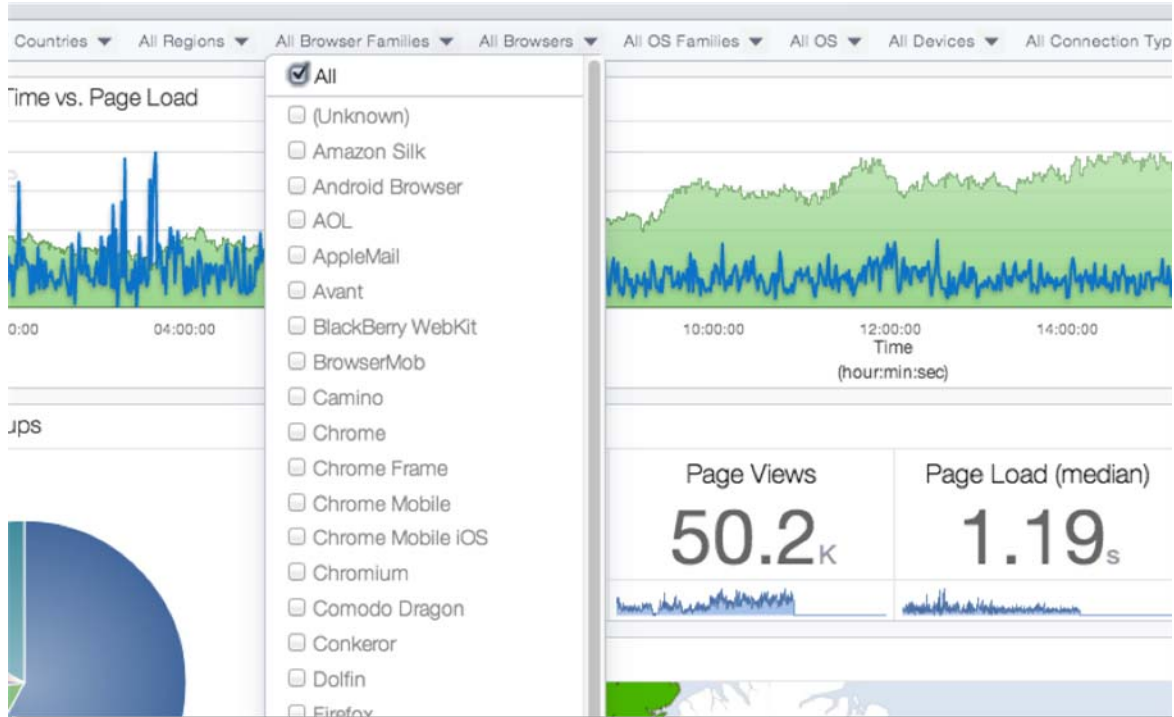 Countries All Regions All Browser Families All Browsers All OS Families All OS All Devices All Connection Typ
Time vs. Page Load
All
(Unknown)
Amazon Silk
Android Browser
AOL
AppleMail
Avant
BlackBerry WebKit
BrowserMob
Camino
Chrome
Chrome Frame
Chrome Mobile
Chrome Mobile iOS
Chromium
Comodo Dragon
Conkeror
Dolfin
Firefox
0:00 04:00:00 10:00:00 12:00:00 14:00:00
Time
(hour:min:sec)
ups
Page Views
50.2K
Page Load (median)
1.19s